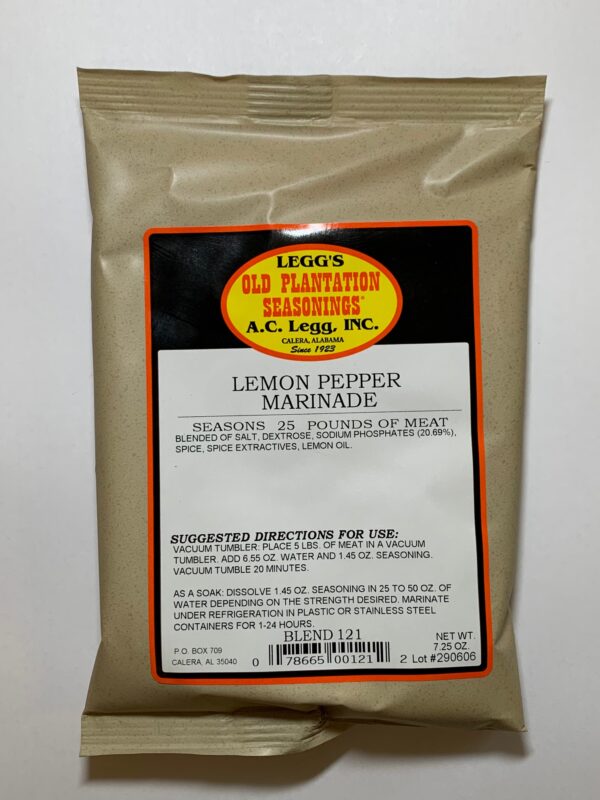 LEGG'S
OLD PLANTATION
SEASONINGS®
A.C. Legg, INC.
CALERA, ALABAMA
Since 1923
LEMON PEPPER
MARINADE
SEASONS 25 POUNDS OF MEAT
BLENDED OF SALT, DEXTROSE, SODIUM PHOSPHATES (20.69%),
SPICE, SPICE EXTRACTIVES, LEMON OIL.
SUGGESTED DIRECTIONS FOR USE:
VACUUM TUMBLER: PLACE 5 LBS. OF MEAT IN A VACUUM
TUMBLER. ADD 6.55 OZ. WATER AND 1.45 OZ. SEASONING.
VACUUM TUMBLE 20 MINUTES.
AS A SOAK: DISSOLVE 1.45 OZ. SEASONING IN 25 TO 50 OZ. OF
WATER DEPENDING ON THE STRENGTH DESIRED. MARINATE
UNDER REFRIGERATION IN PLASTIC OR STAINLESS STEEL
CONTAINERS FOR 1-24 HOURS.
BLEND 121
P.O. BOX 709
CALERA, AL 35040
0 78665 00121 2
NET WT.
7.25 OZ.
Lot #290606